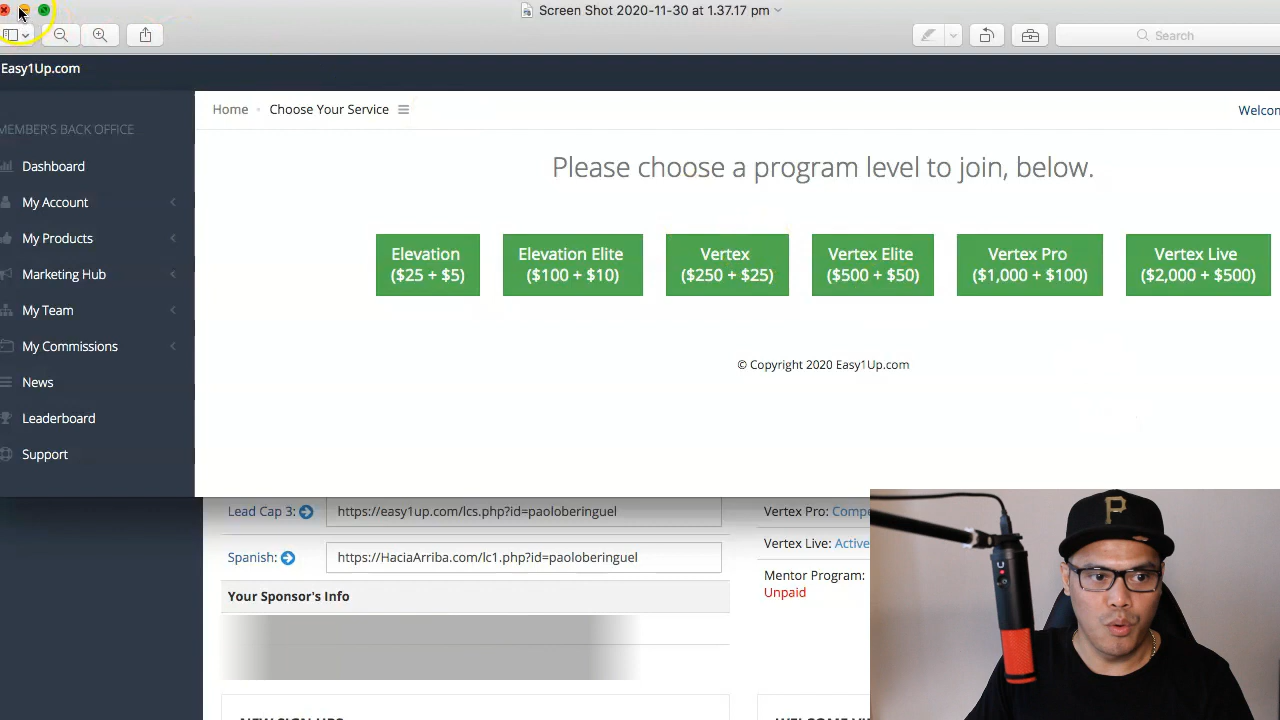 Screen Shot 2020-11-30 at 1.37.17 pm
Search
Easy1Up.com
MEMBER'S BACK OFFICE
Dashboard
My Account
My Products
Marketing Hub
My Team
My Commissions
News
Leaderboard
Support
Home • Choose Your Service
Please choose a program level to join, below.
Elevation
($25 + $5)
Elevation Elite
($100 + $10)
Vertex
($250 + $25)
Vertex Elite
($500 + $50)
Vertex Pro
($1,000 + $100)
Vertex Live
($2,000 + $500)
© Copyright 2020 Easy1Up.com
Lead Cap 3: https://easy1up.com/lcs.php?id=paoloberinguel
Spanish: https://HaciaArriba.com/lc1.php?id=paoloberinguel
Your Sponsor's Info
Vertex Pro:
Vertex Live: Active
Mentor Program:
Unpaid
NEW SIGN UPS
P